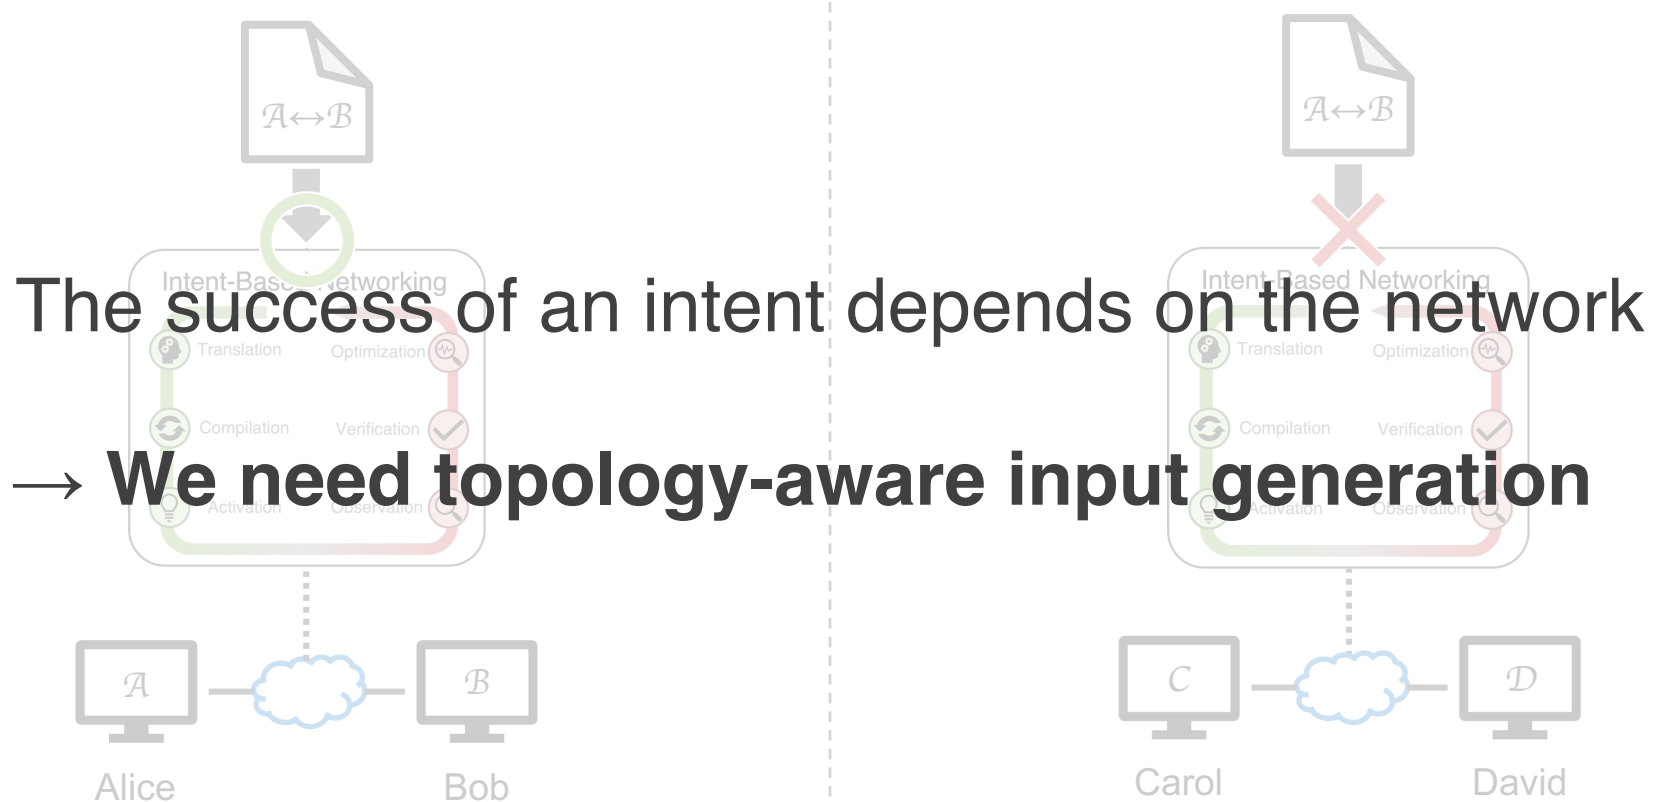 𝒜↔ℬ
𝒜↔ℬ
Intent-Based Networking
Intent-Based Networking
The success of an intent depends on the network
Translation Optimization
Translation Optimization
Compilation Verification
Compilation Verification
→ We need topology-aware input generation
Activation Observation
Activation Observation
𝒜 ℬ
𝒞 𝒟
Alice Bob
Carol David